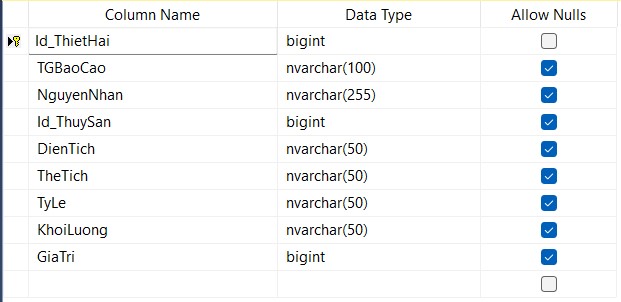 Column Name Data Type Allow Nulls
Id_ThietHai bigint
TGBaoCao nvarchar(100)
NguyenNhan nvarchar(255)
Id_ThuySan bigint
DienTich nvarchar(50)
TheTich nvarchar(50)
TyLe nvarchar(50)
KhoiLuong nvarchar(50)
GiaTri bigint